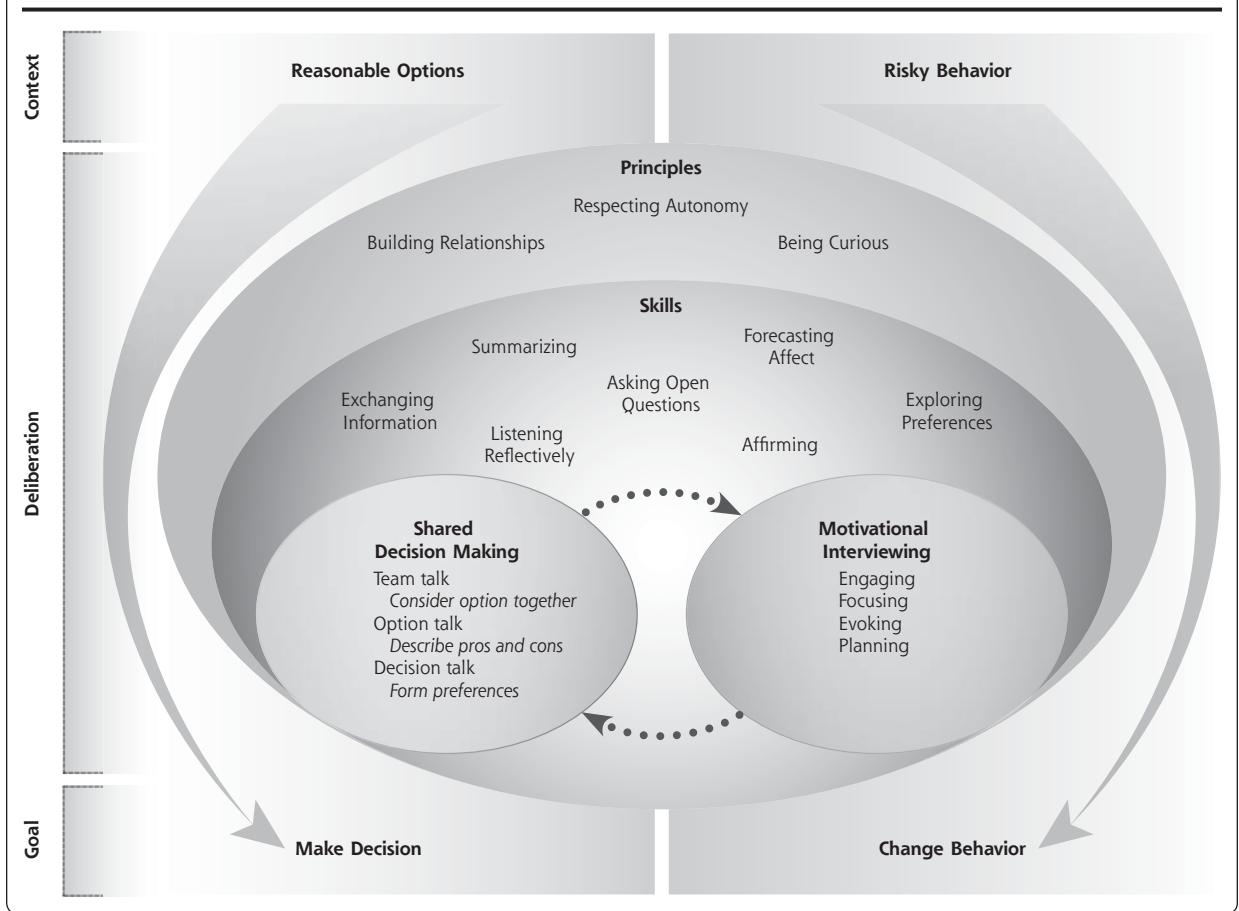 Context
Reasonable Options
Risky Behavior
Deliberation
Principles
Respecting Autonomy
Building Relationships
Being Curious
Skills
Summarizing
Forecasting
Affect
Asking Open
Questions
Exchanging
Information
Exploring
Preferences
Listening
Reflectively
Affirming
Shared
Decision Making
Team talk
Consider option together
Option talk
Describe pros and cons
Decision talk
Form preferences
Motivational
Interviewing
Engaging
Focusing
Evoking
Planning
Goal
Make Decision
Change Behavior